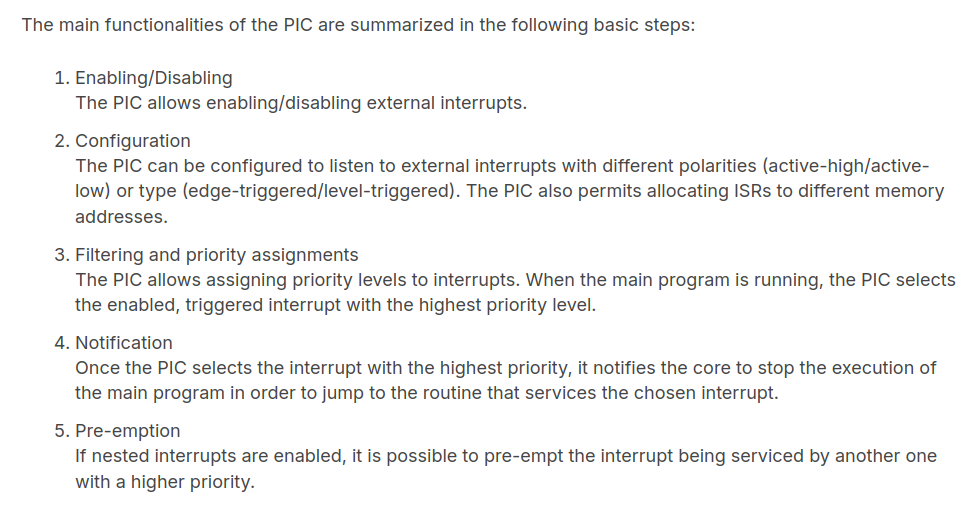 The main functionalities of the PIC are summarized in the following basic steps:
1. Enabling/Disabling
The PIC allows enabling/disabling external interrupts.
2. Configuration
The PIC can be configured to listen to external interrupts with different polarities (active-high/active-
low) or type (edge-triggered/level-triggered). The PIC also permits allocating ISRs to different memory
addresses.
3. Filtering and priority assignments
The PIC allows assigning priority levels to interrupts. When the main program is running, the PIC selects
the enabled, triggered interrupt with the highest priority level.
4. Notification
Once the PIC selects the interrupt with the highest priority, it notifies the core to stop the execution of
the main program in order to jump to the routine that services the chosen interrupt.
5. Pre-emption
If nested interrupts are enabled, it is possible to pre-empt the interrupt being serviced by another one
with a higher priority.